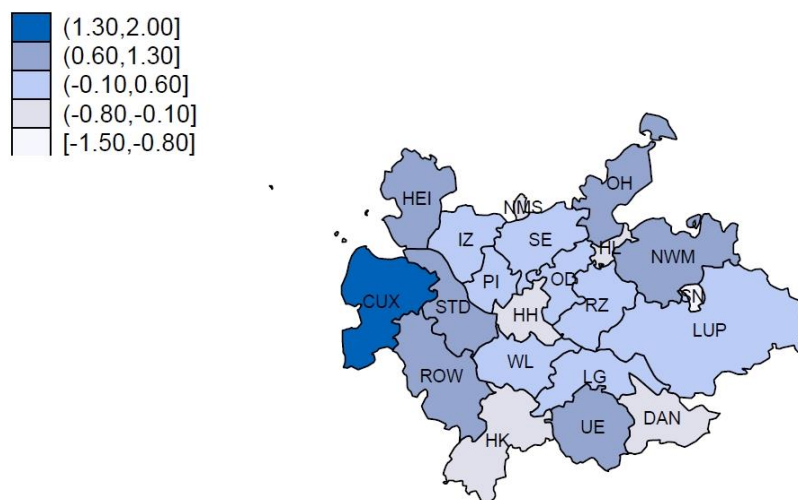 (1.30,2.00]
(0.60,1.30]
(-0.10,0.60]
(-0.80,-0.10]
[-1.50,-0.80]
HEI
OH
NMS
IZ
SE
HL
NWM
PI
OD
CUX
STD
RZ
SN
HH
LUP
WL
ROW
LG
DAN
UE
HK